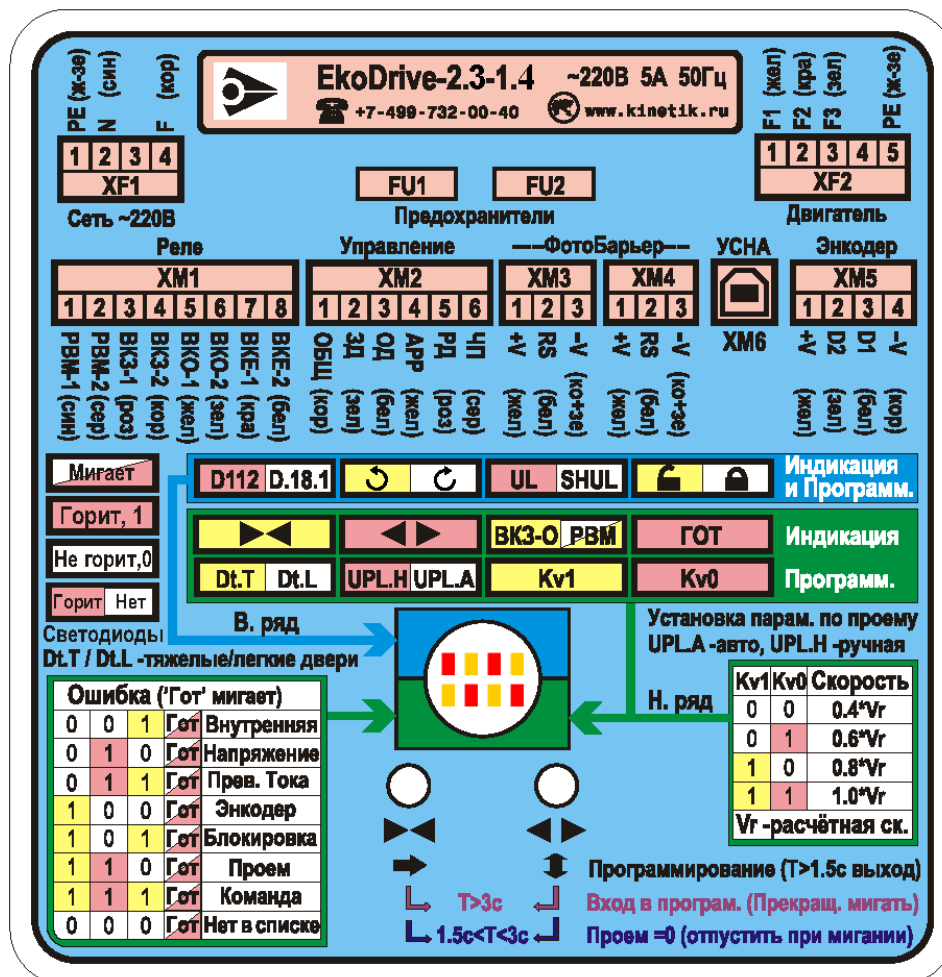 EkoDrive-2.3-1.4 ~220В 5А 50Гц
+7-499-732-00-40 www.kinetik.ru
PE (ж-зе)
N (син)
F (кор)
1 2 3 4
XF1
Сеть ~220В
F1 (жел)
F2 (кра)
F3 (зел)
PE (ж-зе)
1 2 3 4 5
XF2
Двигатель
FU1 FU2
Предохранители
Реле
XM1
1 2 3 4 5 6 7 8
РВМ-1 (син)
РВМ-2 (сер)
ВКЗ-1 (роз)
ВКЗ-2 (кор)
ВКО-1 (жел)
ВКО-2 (зел)
ВКЕ-1 (кра)
ВКЕ-2 (бел)
Управление
XM2
1 2 3 4 5 6
ОБЩ (кор)
ЗД (зел)
ОД (бел)
АРР (жел)
РД (роз)
ЧП (сер)
----ФотоБарьер---
XM3
1 2 3
+V (жел)
RS (бел)
-V (ко+зе)
XM4
1 2 3
+V (жел)
RS (бел)
-V (ко+зе)
УСНА
XM6
Энкодер
XM5
1 2 3 4
+V (жел)
D2 (зел)
D1 (бел)
-V (кор)
Мигает
Горит, 1
Не горит,0
Горит Нет
Светодиоды
Dt.T / Dt.L -тяжелые/легкие двери
D112 D.18.1 UL SHUL Индикация и Программ.
ВКЗ-О РВМ ГОТ Индикация
Dt.T Dt.L UPL.H UPL.A Kv1 Kv0 Программ.
В. ряд
Установка парам. по проему
UPL.A -авто, UPL.H -ручная
Н. ряд
Ошибка ('Гот' мигает)
0 0 1 Гот Внутренняя
0 1 0 Гот Напряжение
0 1 1 Гот Прев. Тока
1 0 0 Гот Энкодер
1 0 1 Гот Блокировка
1 1 0 Гот Проем
1 1 1 Гот Команда
0 0 0 Гот Нет в списке
Kv1 Kv0 Скорость
0 0 0.4*Vr
0 1 0.6*Vr
1 0 0.8*Vr
1 1 1.0*Vr
Vr -расчётная ск.
Программирование (T>1.5с выход)
T>3с Вход в програм. (Прекращ. мигать)
1.5с<T<3с Проем =0 (отпустить при мигании)